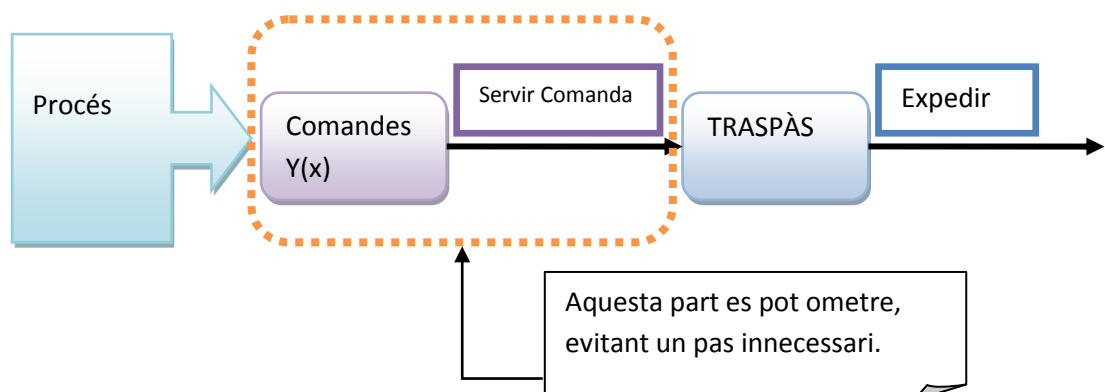 Procés
Comandes
Y(x)
Servir Comanda
TRASPÀS
Expedir
Aquesta part es pot ometre,
evitant un pas innecessari.